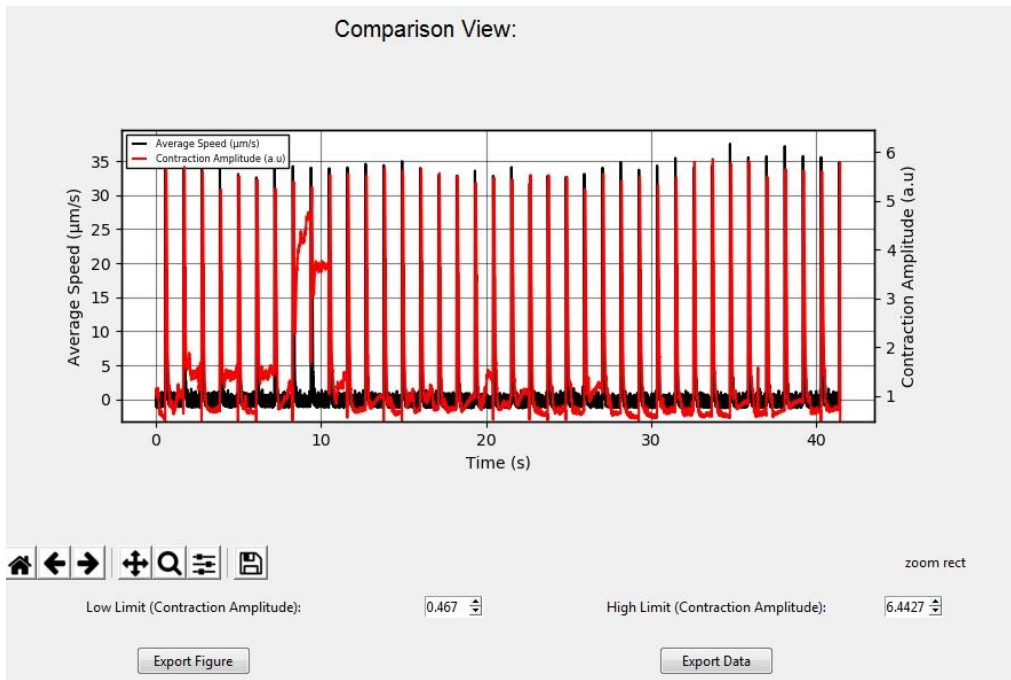 Comparison View:
Average Speed (μm/s)
Contraction Amplitude (a.u)
35
30
25
20
15
10
5
0
Average Speed (μm/s)
6
5
4
3
2
1
Contraction Amplitude (a.u)
0 10 20 30 40
Time (s)
zoom rect
Low Limit (Contraction Amplitude): 0.467 High Limit (Contraction Amplitude): 6.4427
Export Figure Export Data